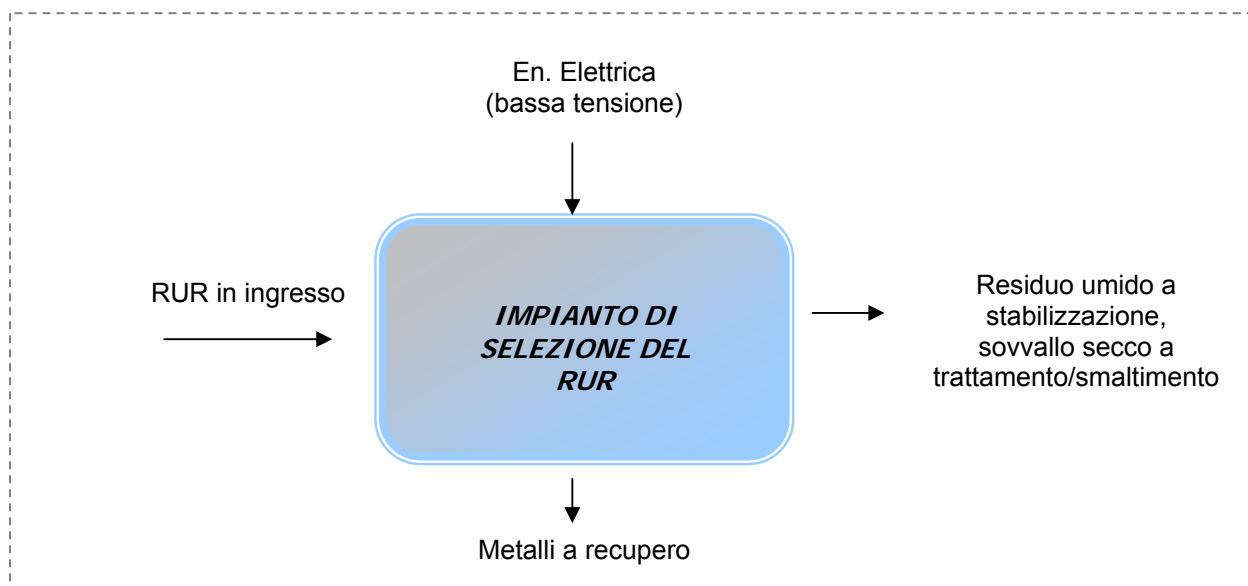 En. Elettrica
(bassa tensione)
RUR in ingresso
IMPIANTO DI
SELEZIONE DEL
RUR
Residuo umido a
stabilizzazione,
sovvallo secco a
trattamento/smaltimento
Metalli a recupero